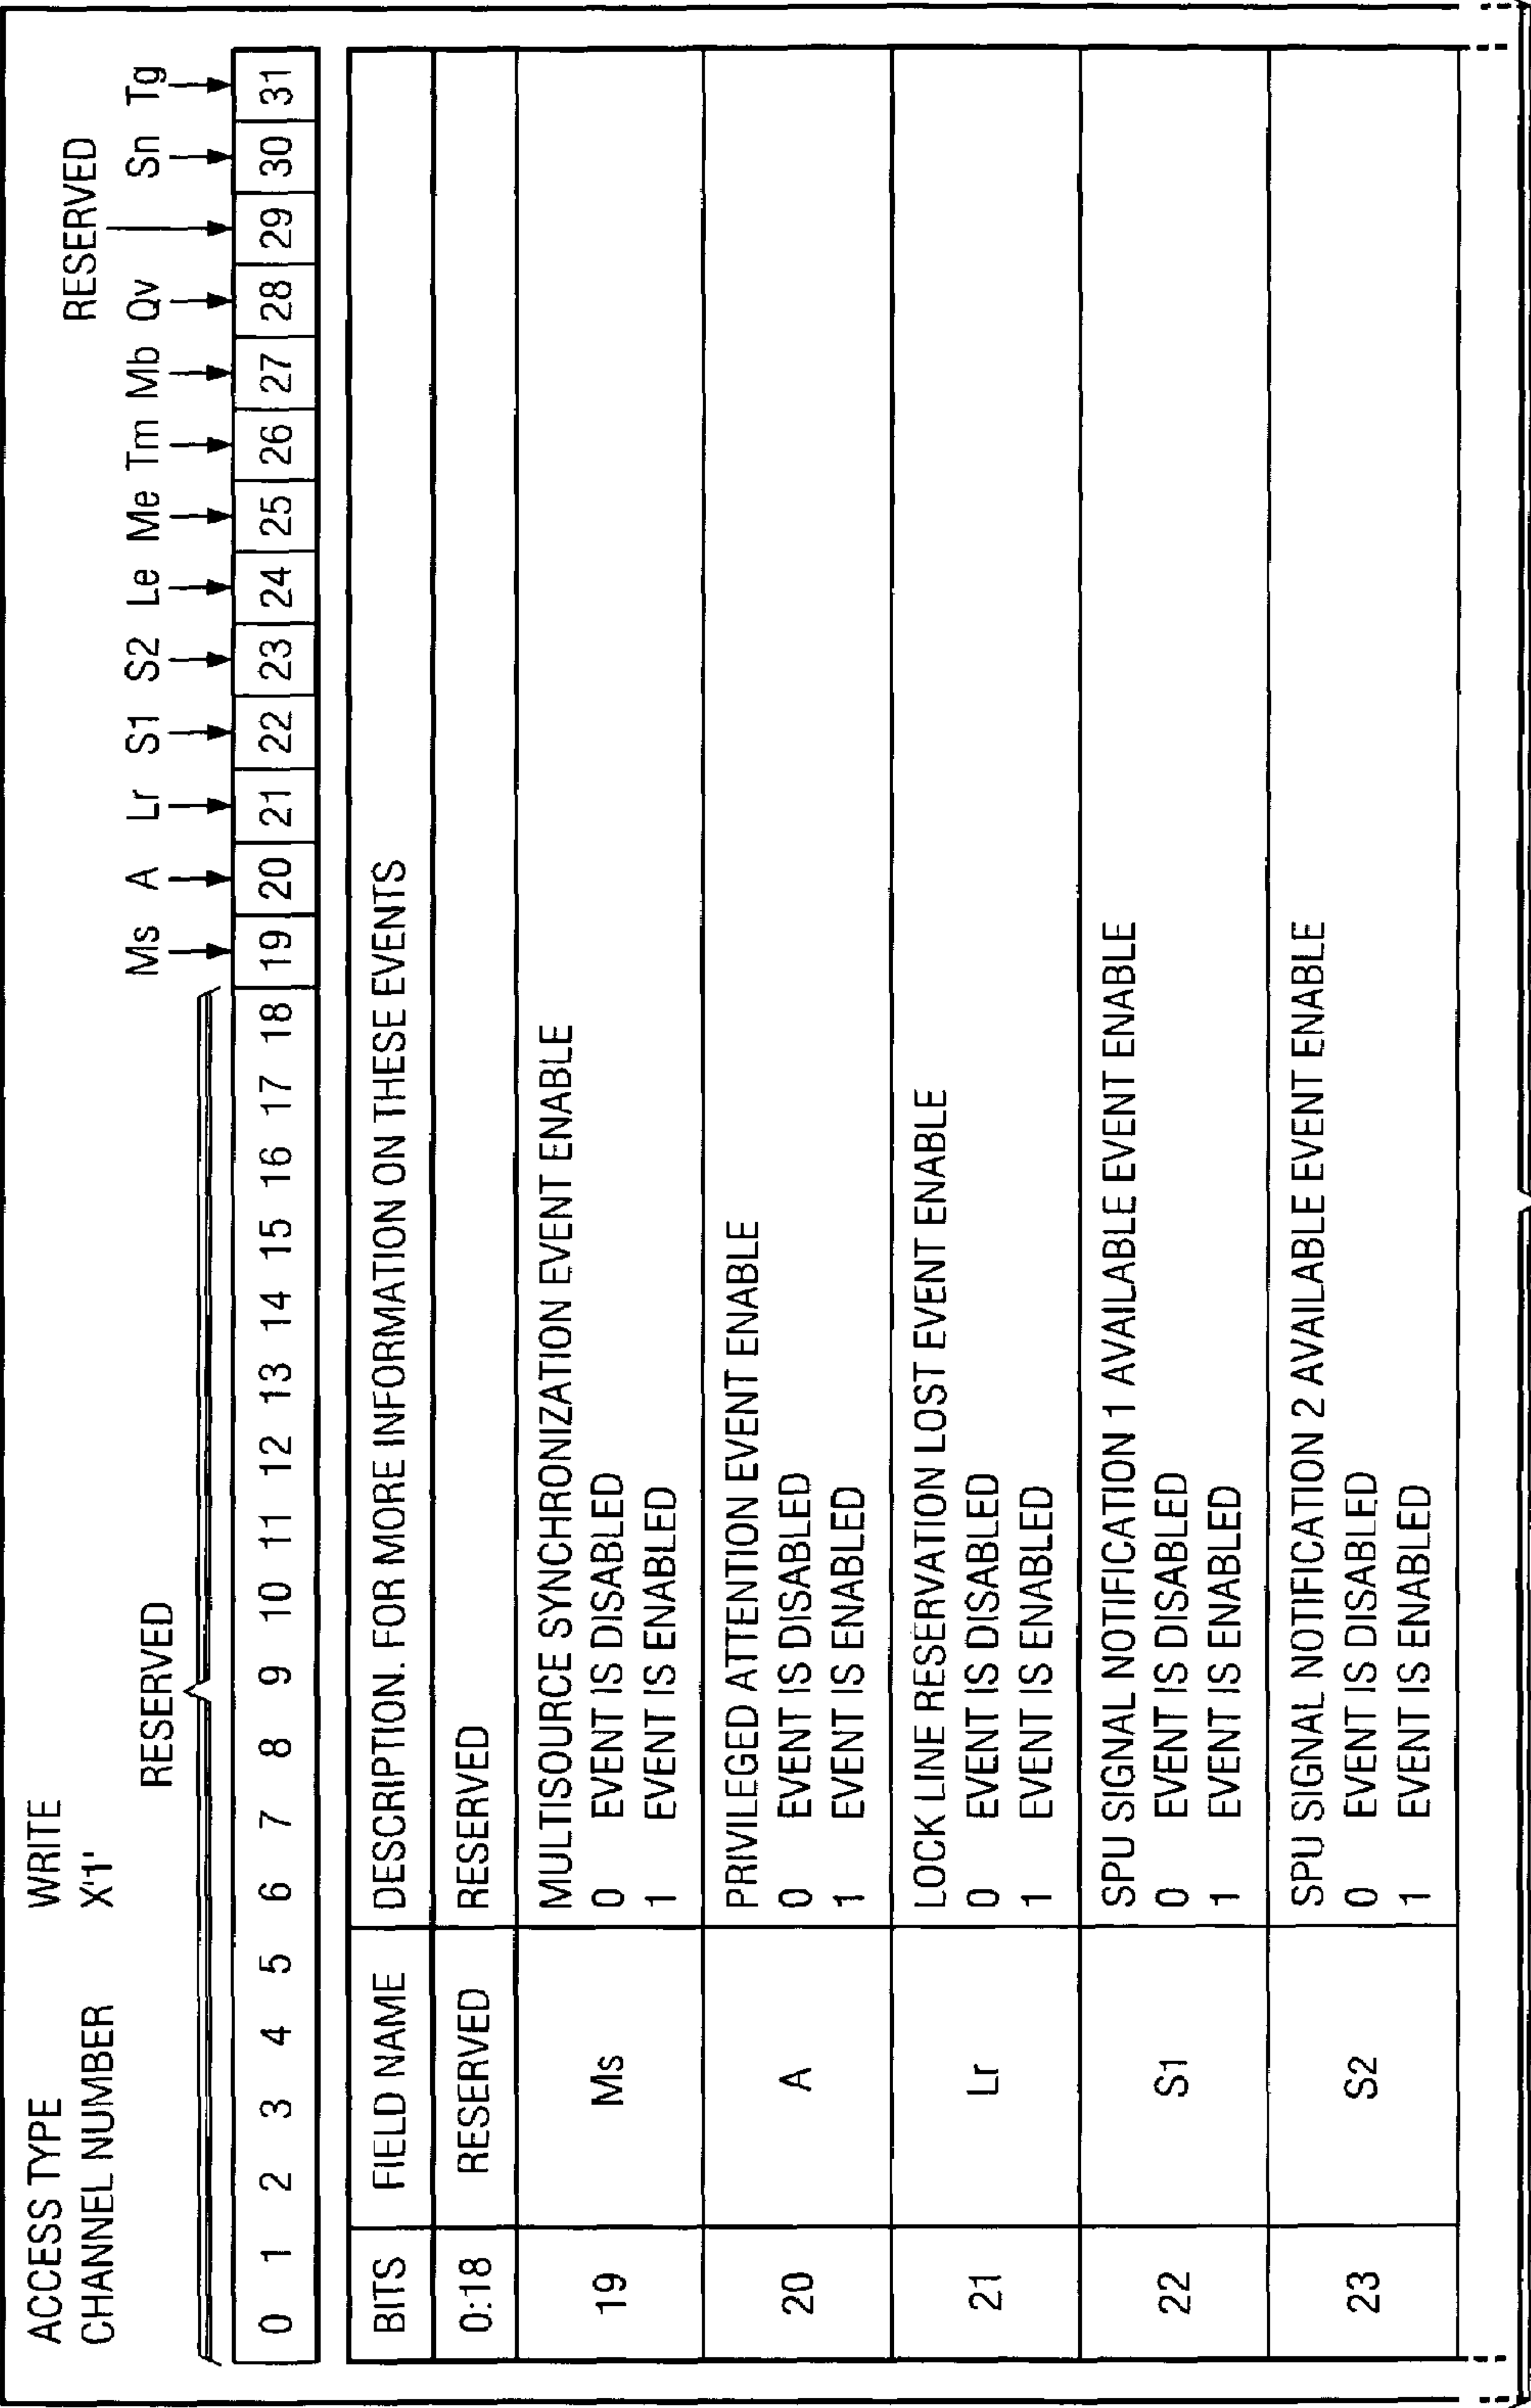 ACCESS TYPE WRITE
CHANNEL NUMBER X'1'
RESERVED
RESERVED
Ms A Lr S1 S2 Le Me Tm Mb Qv Sn Tg
0 1 2 3 4 5 6 7 8 9 10 11 12 13 14 15 16 17 18 19 20 21 22 23 24 25 26 27 28 29 30 31
BITS FIELD NAME DESCRIPTION. FOR MORE INFORMATION ON THESE EVENTS
0:18 RESERVED RESERVED
MULTISOURCE SYNCHRONIZATION EVENT ENABLE
19 Ms 0 EVENT IS DISABLED
1 EVENT IS ENABLED
PRIVILEGED ATTENTION EVENT ENABLE
20 A 0 EVENT IS DISABLED
1 EVENT IS ENABLED
LOCK LINE RESERVATION LOST EVENT ENABLE
21 Lr 0 EVENT IS DISABLED
1 EVENT IS ENABLED
SPU SIGNAL NOTIFICATION 1 AVAILABLE EVENT ENABLE
22 S1 0 EVENT IS DISABLED
1 EVENT IS ENABLED
SPU SIGNAL NOTIFICATION 2 AVAILABLE EVENT ENABLE
23 S2 0 EVENT IS DISABLED
1 EVENT IS ENABLED